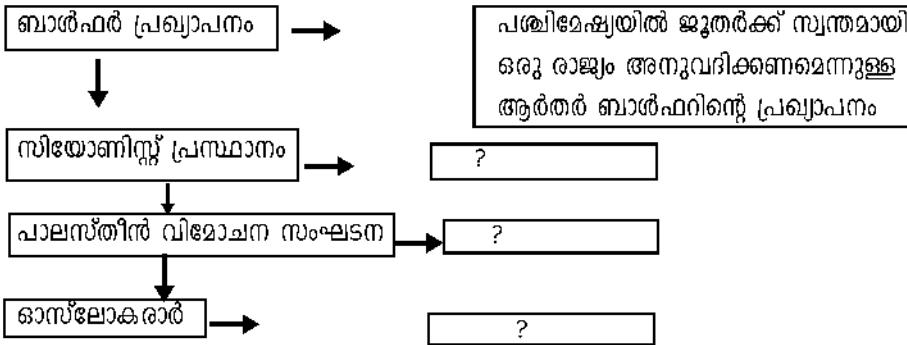 ബാൾഫർ പ്രഖ്യാപനം
പശ്ചിമേഷ്യയിൽ ജൂതർക്ക് സ്വന്തമായി
ഒരു രാജ്യം അനുവദിക്കണമെന്നുള്ള
ആർതർ ബാൾഫറിന്റെ പ്രഖ്യാപനം
സിയോണിസ്റ്റ് പ്രസ്ഥാനം
?
പാലസ്തീൻ വിമോചന സംഘടന
?
ഓസ്‌ലോകരാർ
?